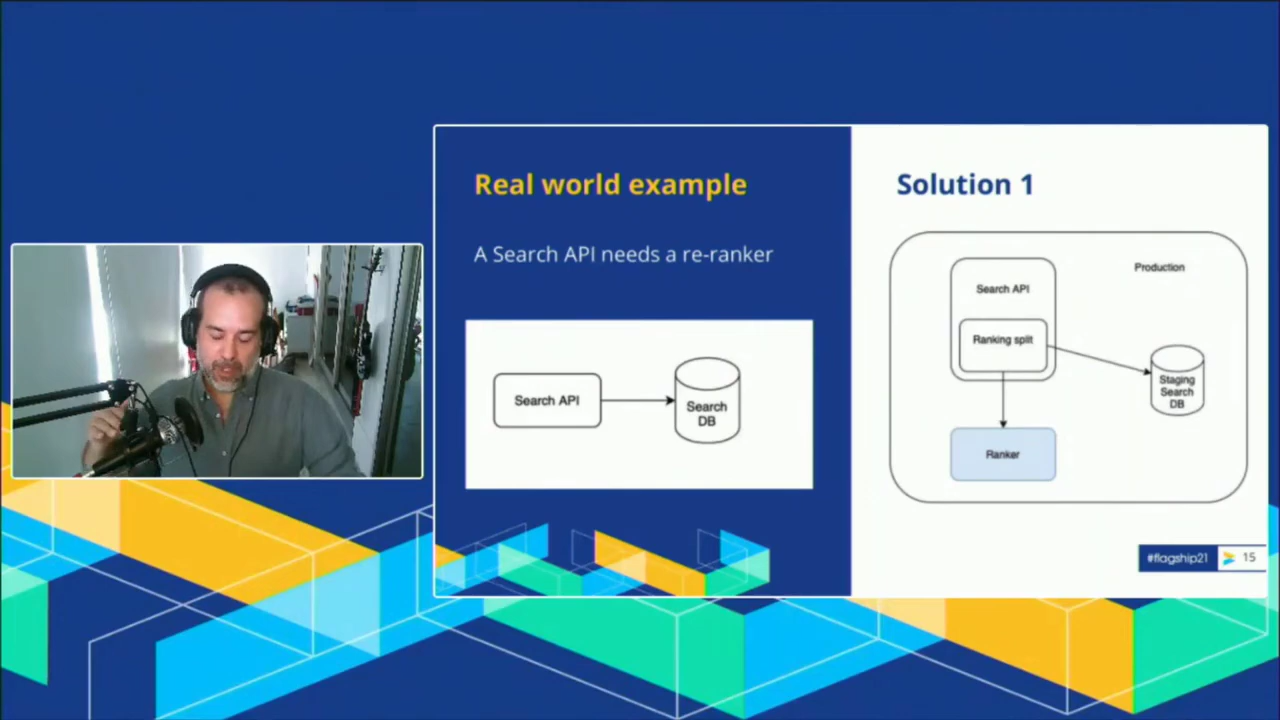 Real world example
A Search API needs a re-ranker
Search API
Search
DB
Solution 1
Production
Search API
Ranking split
Staging
Search
DB
Ranker
#flagship21
15